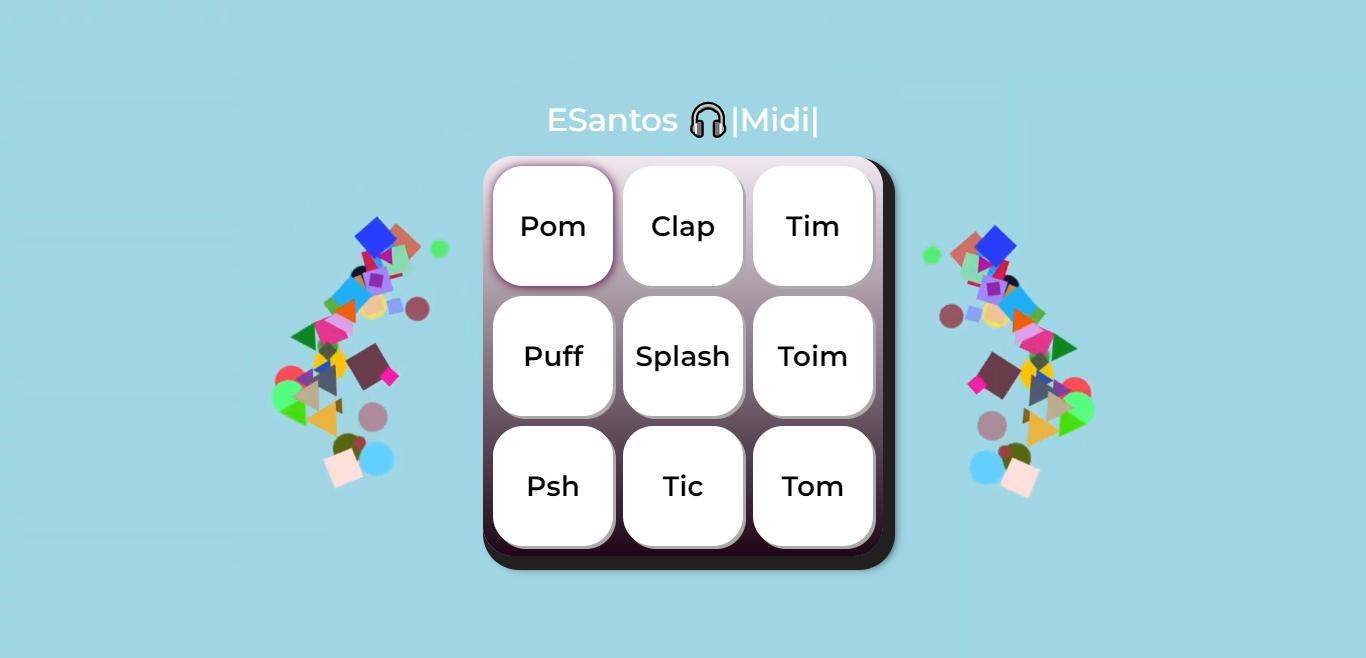 ESantos 🎧|Midi|
Pom Clap Tim
Puff Splash Toim
Psh Tic Tom